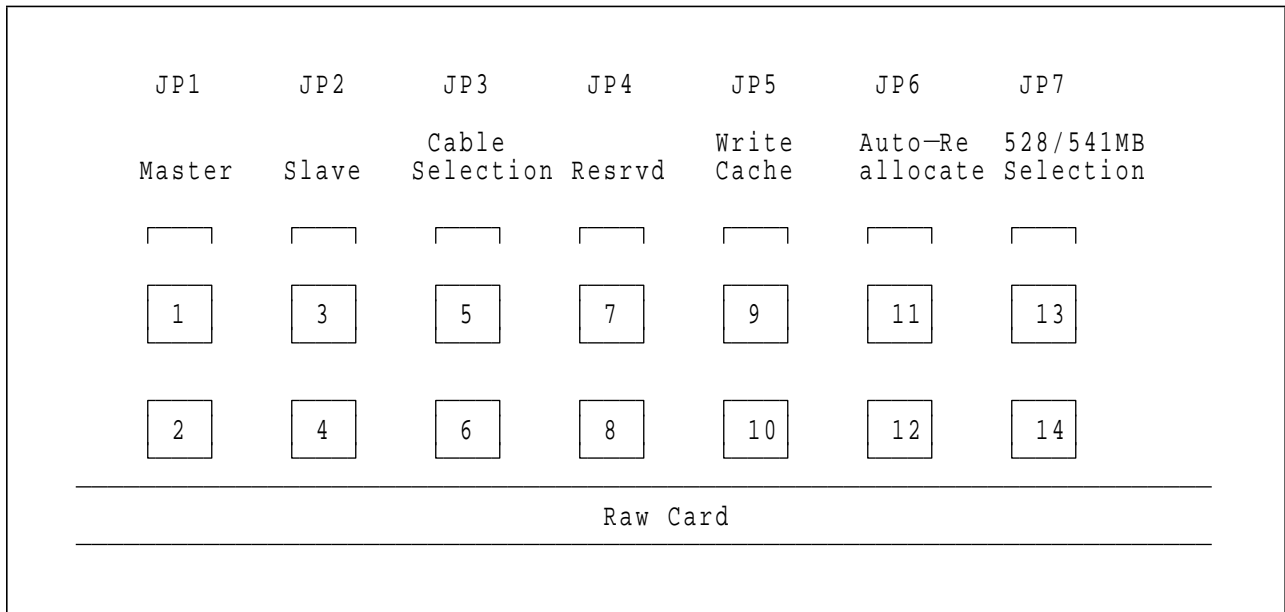 JP1 JP2 JP3 JP4 JP5 JP6 JP7
Cable Write Auto—Re 528/541MB
Master Slave Selection Resrvd Cache allocate Selection
1 3 5 7 9 11 13
2 4 6 8 10 12 14
Raw Card